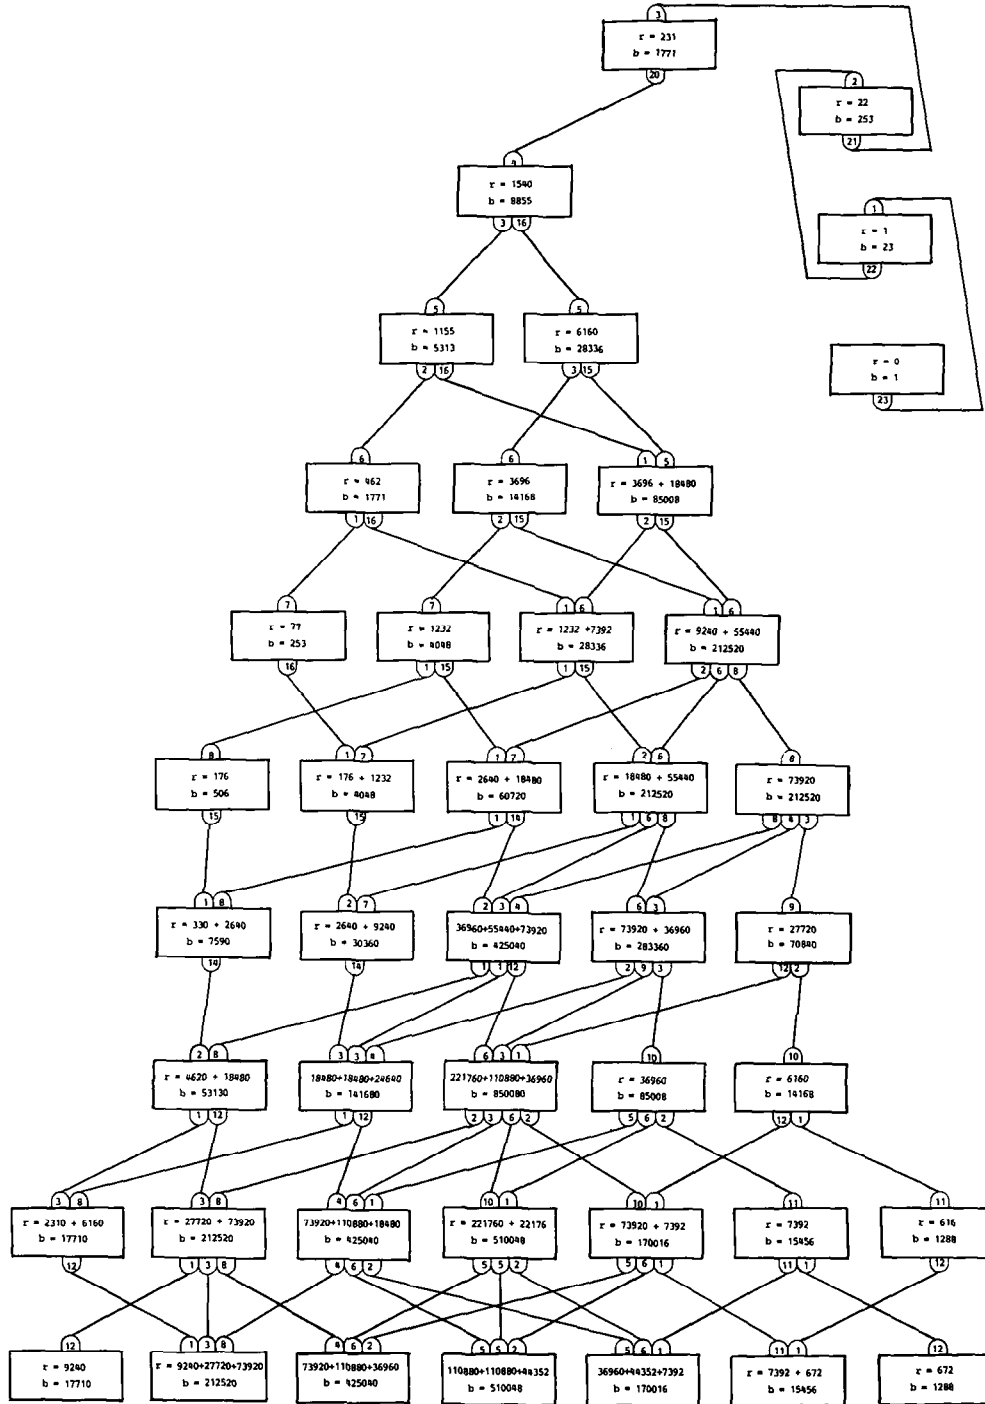 3
r = 231
b = 1771
20
2
r = 22
b = 253
21
4
r = 1540
b = 8855
3 16
1
r = 1
b = 23
22
5 5
r = 1155 r = 6160
b = 5313 b = 28336
2 16 3 15
r = 0
b = 1
23
6 6 1 5
r = 462 r = 3696 r = 3696 + 18480
b = 1771 b = 14168 b = 85008
1 16 2 15 2 15
7 7 1 6 1 6
r = 77 r = 1232 r = 1232 +7392 r = 9240 + 55440
b = 253 b = 4048 b = 28336 b = 212520
16 1 15 1 15 2 6 8
8 1 7 1 7 2 6 8
r = 176 r = 176 + 1232 r = 2640 + 18480 r = 18480 + 55440 r = 73920
b = 506 b = 4048 b = 60720 b = 212520 b = 212520
15 15 1 14 1 6 8 8 4 3
1 8 2 7 2 3 4 6 3 9
r = 330 + 2640 r = 2640 + 9240 36960+55440+73920 r = 73920 + 36960 r = 27720
b = 7590 b = 30360 b = 425040 b = 283360 b = 70840
14 14 1 1 12 2 9 3 12 2
2 8 3 3 4 6 3 1 10 10
r = 4620 + 18480 18480+18480+24640 221760+110880+36960 r = 36960 r = 6160
b = 53130 b = 141680 b = 850080 b = 85008 b = 14168
1 12 1 12 2 3 6 2 5 6 2 12 1
3 8 3 8 4 6 1 10 1 10 1 11 11
r = 2310 + 6160 r = 27720 + 73920 73920+110880+18480 r = 221760 + 22176 r = 73920 + 7392 r = 7392 r = 616
b = 17710 b = 212520 b = 425040 b = 510048 b = 170016 b = 15456 b = 1288
12 1 3 8 4 6 2 5 5 2 5 6 1 11 1 12
12 1 3 8 4 6 2 5 5 2 5 6 1 11 1 12
r = 9240 r = 9240+27720+73920 73920+110880+36960 110880+110880+44352 36960+44352+7392 r = 7392 + 672 r = 672
b = 17710 b = 212520 b = 425040 b = 510048 b = 170016 b = 15456 b = 1288